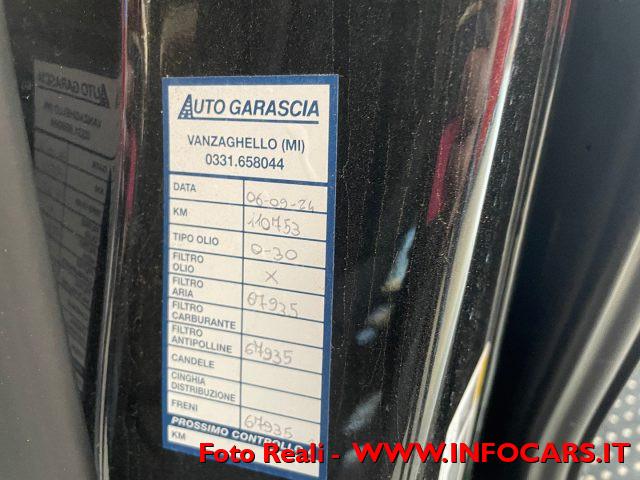 AUTO GARASCIA
VANZAGHELLO (MI)
0331.658044
DATA 06-09-24
KM 110753
TIPO OLIO 0-30
FILTRO OLIO X
FILTRO ARIA 67935
FILTRO CARBURANTE
FILTRO ANTIPOLLINE 67935
CANDELE
CINGHIA DISTRIBUZIONE
FRENI 67935
PROSSIMO CONTROLLO
KM
Foto Reali - WWW.INFOCARS.IT